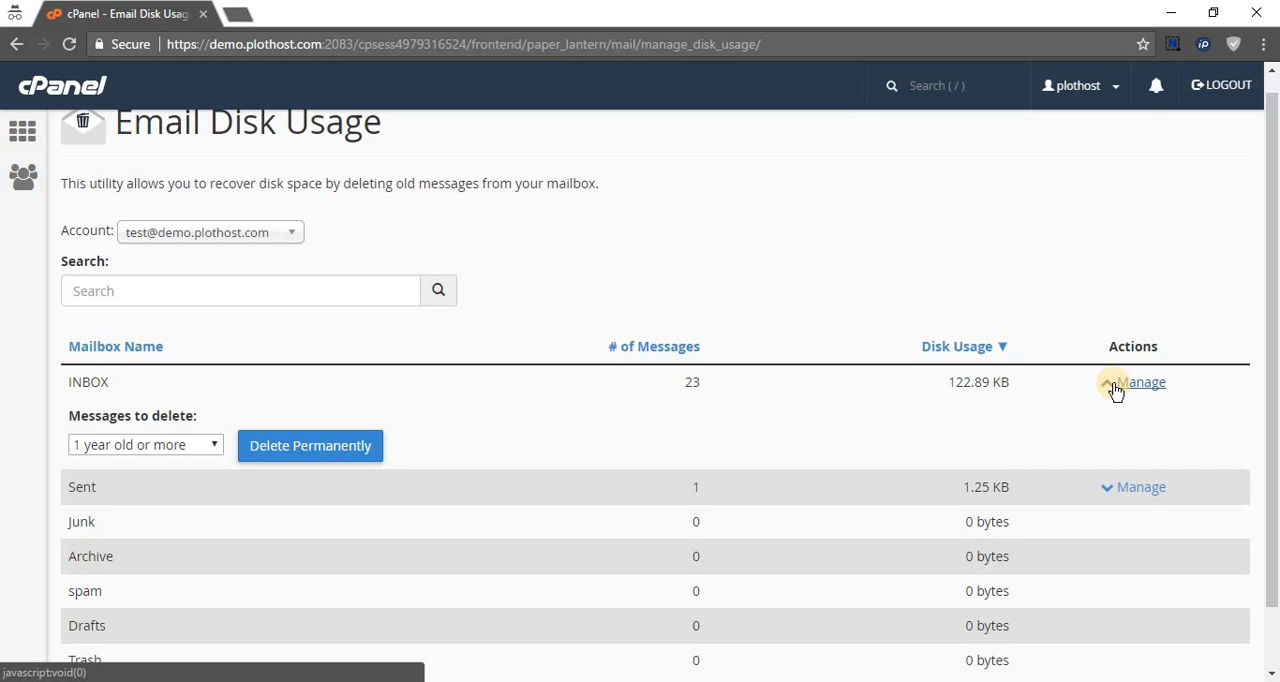 cPanel - Email Disk Usag
Secure https://demo.plothost.com:2083/cpsess4979316524/frontend/paper_lantern/mail/manage_disk_usage/
cPanel Search ( / ) plothost LOGOUT
Email Disk Usage
This utility allows you to recover disk space by deleting old messages from your mailbox.
Account: test@demo.plothost.com
Search:
Search
Mailbox Name # of Messages Disk Usage ▼ Actions
INBOX 23 122.89 KB Manage
Messages to delete:
1 year old or more Delete Permanently
Sent 1 1.25 KB Manage
Junk 0 0 bytes
Archive 0 0 bytes
spam 0 0 bytes
Drafts 0 0 bytes
Trash 0 0 bytes
javascript:void(0)